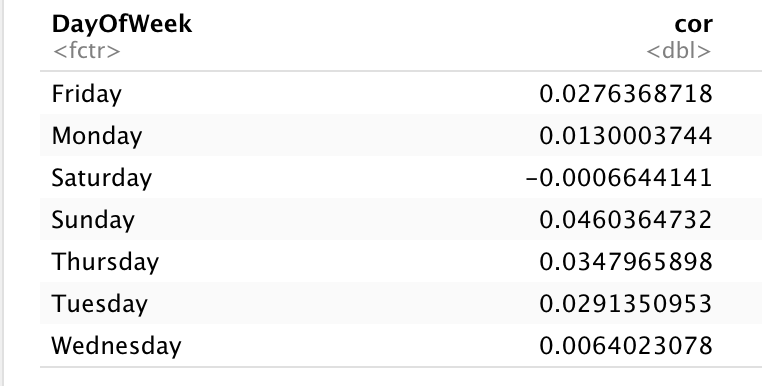 DayOfWeek cor
<fctr> <dbl>
Friday 0.0276368718
Monday 0.0130003744
Saturday -0.0006644141
Sunday 0.0460364732
Thursday 0.0347965898
Tuesday 0.0291350953
Wednesday 0.0064023078